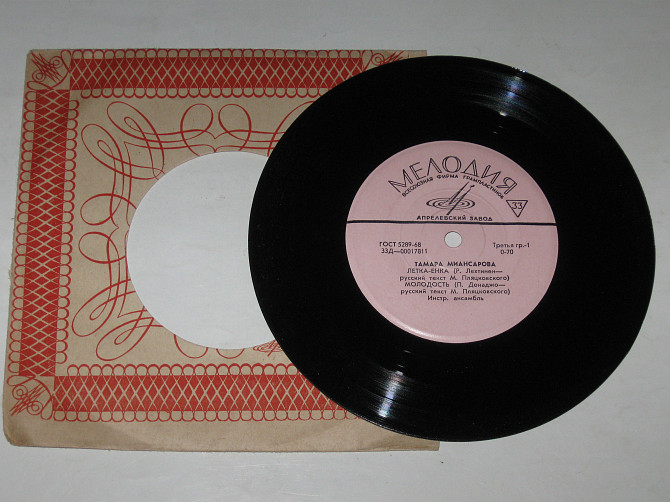 МЕЛОДИЯ
ВСЕСОЮЗНАЯ ФИРМА ГРАМПЛАСТИНОК
33
АПРЕЛЕВСКИЙ ЗАВОД
ГОСТ 5289-68 Третья гр.-1
33Д—00017811 0-70
ТАМАРА МИАНСАРОВА
ЛЕТКА-ЕНКА (Р. Лехтинен—
русский текст М. Пляцковского)
МОЛОДОСТЬ (П. Донаджо—
русский текст М. Пляцковского)
Инстр. ансамбль